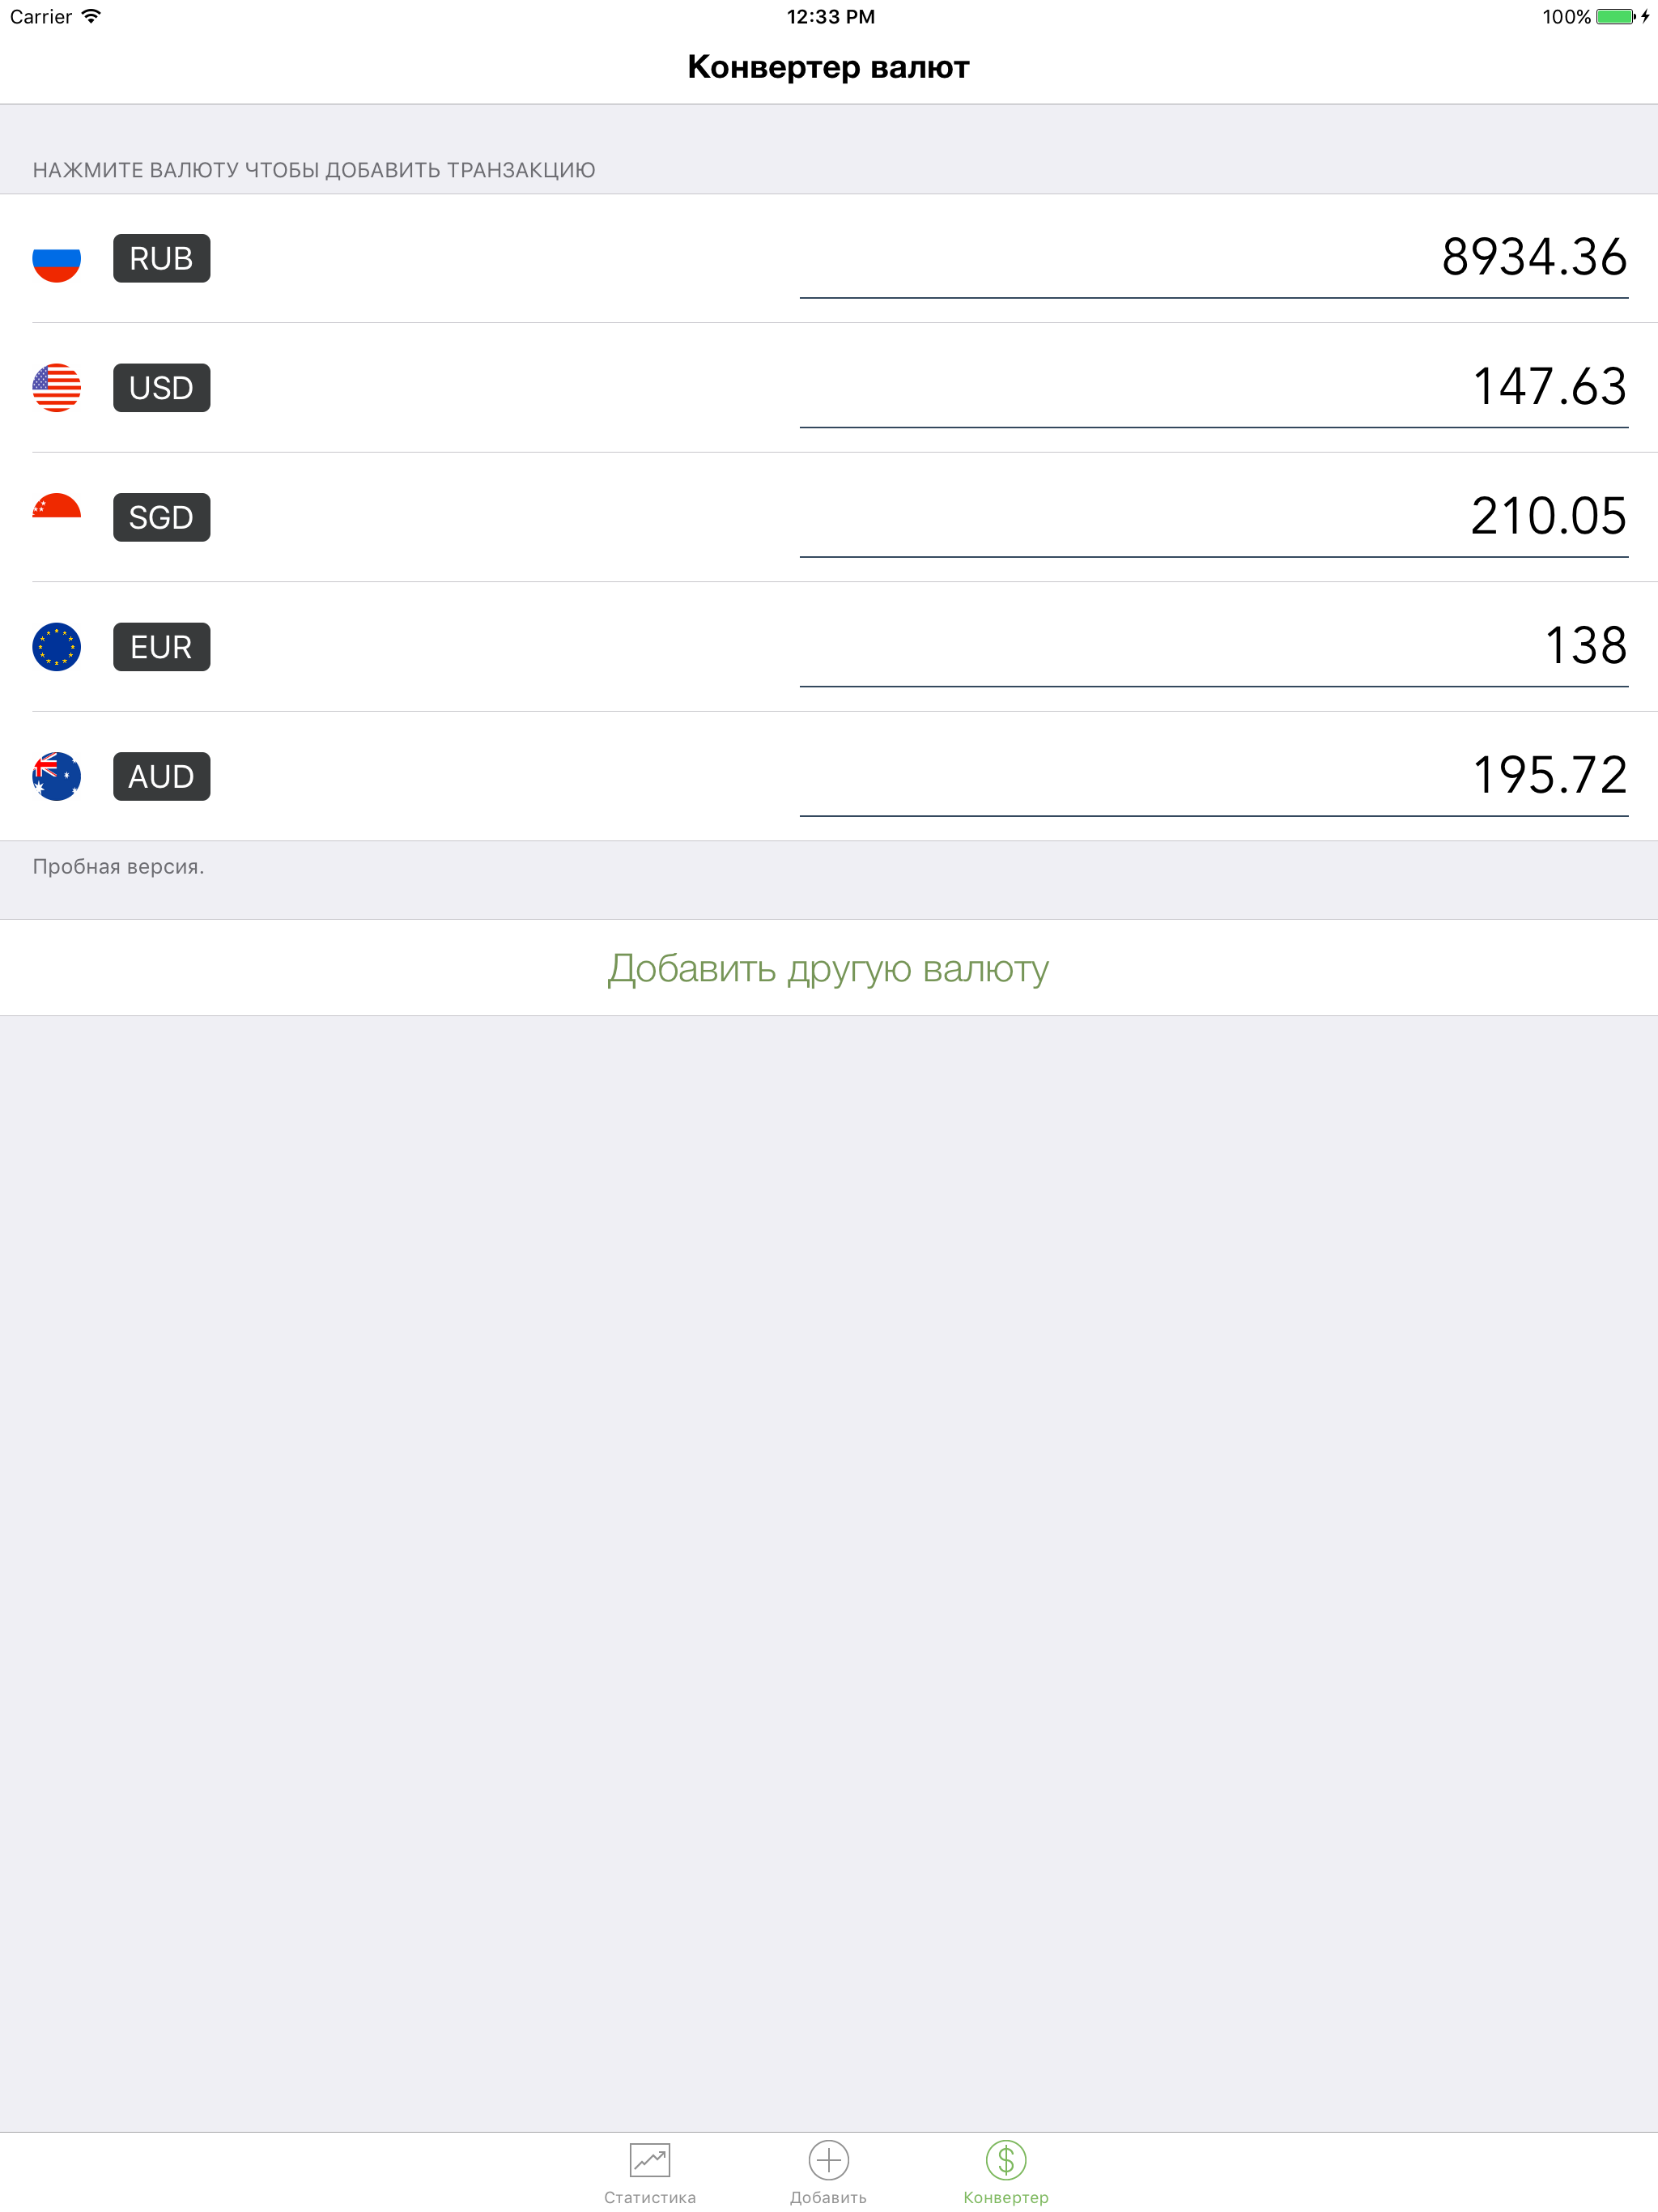 Carrier 12:33 PM 100%
Конвертер валют
НАЖМИТЕ ВАЛЮТУ ЧТОБЫ ДОБАВИТЬ ТРАНЗАКЦИЮ
RUB 8934.36
USD 147.63
SGD 210.05
EUR 138
AUD 195.72
Пробная версия.
Добавить другую валюту
Статистика Добавить Конвертер